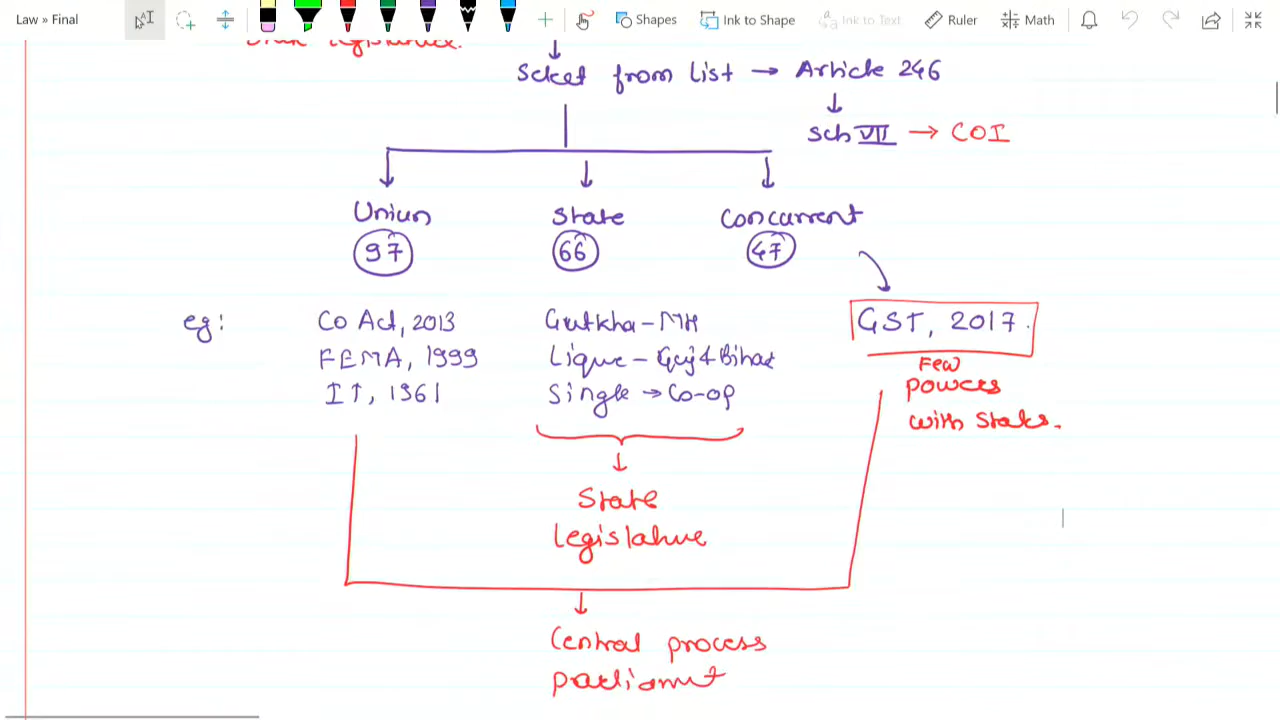 Law » Final
Shapes
Ink to Shape
Ink to Text
Ruler
Math
Select from list → Article 246
Sch VII → COI
Union State Concurrent
97 66 47
eg: Co Act, 2013 Gutkha-MH GST, 2017.
FEMA, 1999 Lique - Guj & Bihar Few
IT, 1961 Single → Co-op powers
with States.
State
legislature
Central process
parliament